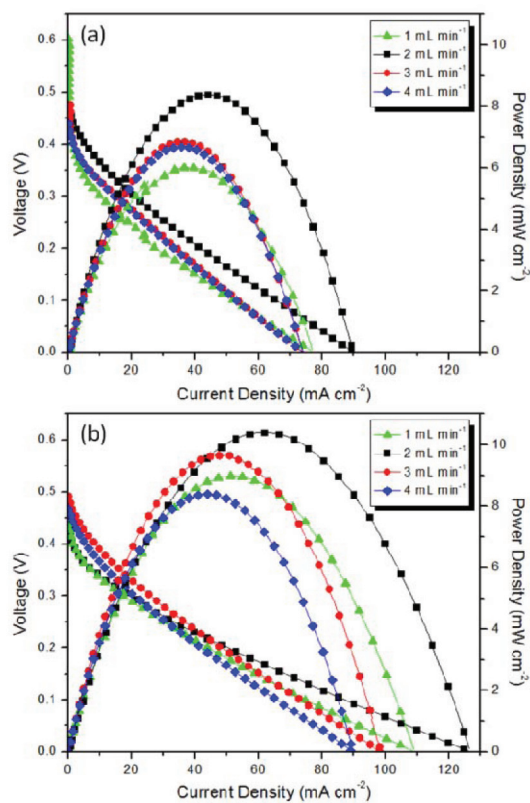 (a)
1 mL min⁻¹
2 mL min⁻¹
3 mL min⁻¹
4 mL min⁻¹
Voltage (V)
0.6
0.5
0.4
0.3
0.2
0.1
0.0
Power Density (mW cm⁻²)
10
8
6
4
2
0
0 20 40 60 80 100 120
Current Density (mA cm⁻²)
(b)
1 mL min⁻¹
2 mL min⁻¹
3 mL min⁻¹
4 mL min⁻¹
Voltage (V)
0.6
0.5
0.4
0.3
0.2
0.1
0.0
Power Density (mW cm⁻²)
10
8
6
4
2
0
0 20 40 60 80 100 120
Current Density (mA cm⁻²)